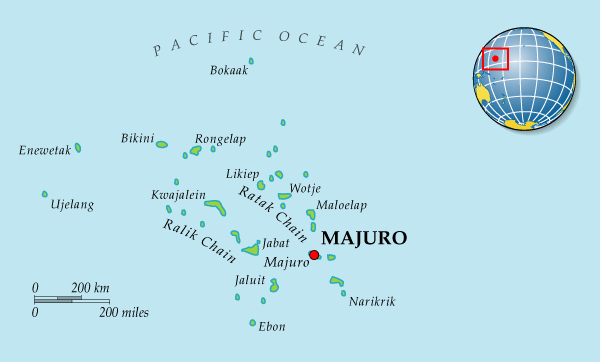 PACIFIC OCEAN
Bokaak
Bikini
Rongelap
Enewetak
Likiep
Wotje
Kwajalein
Ratak Chain
Maloelap
Ujelang
Ralik Chain
MAJURO
Jabat
Majuro
Jaluit
Narikrik
Ebon
0 200 km
0 200 miles